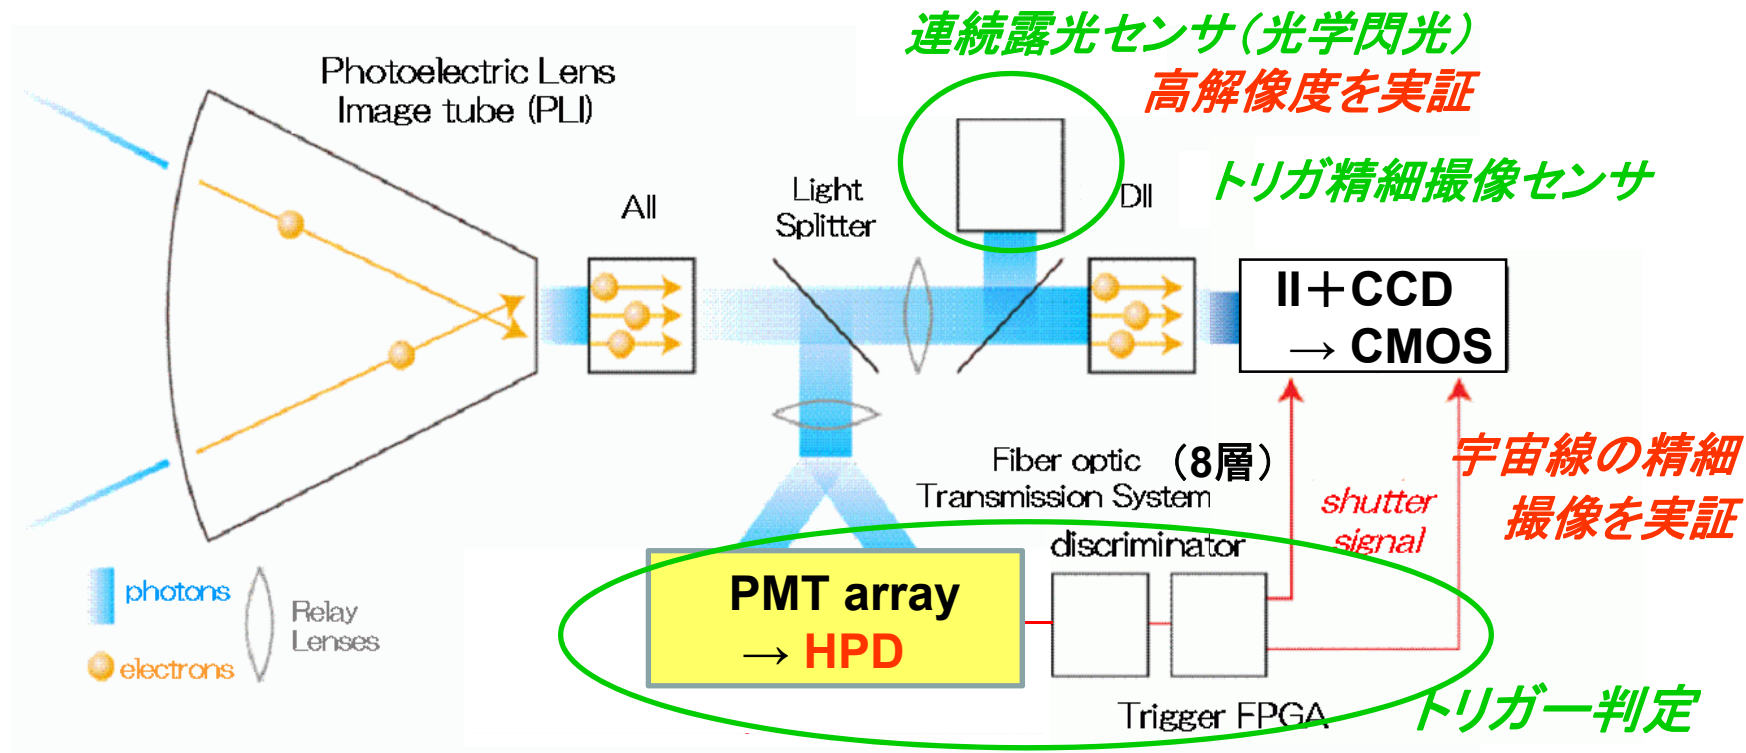 連続露光センサ（光学閃光）
高解像度を実証
Photoelectric Lens
Image tube (PLI)
トリガ精細撮像センサ
AII
Light
Splitter
DII
II＋CCD
→ CMOS
Fiber optic （8層）
Transmission System
宇宙線の精細
撮像を実証
shutter
signal
discriminator
PMT array
→ HPD
photons
electrons
Relay
Lenses
Trigger FPGA
トリガー判定